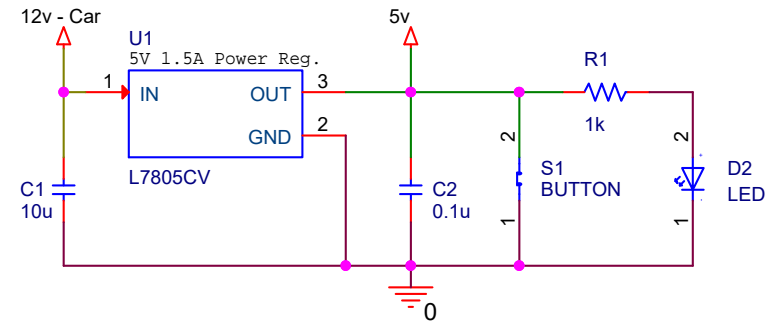 12v - Car
5v
U1
5V 1.5A Power Reg.
R1
1
IN
OUT
3
GND
2
1k
2
2
L7805CV
C1
10u
C2
0.1u
S1
BUTTON
D2
LED
1
1
0